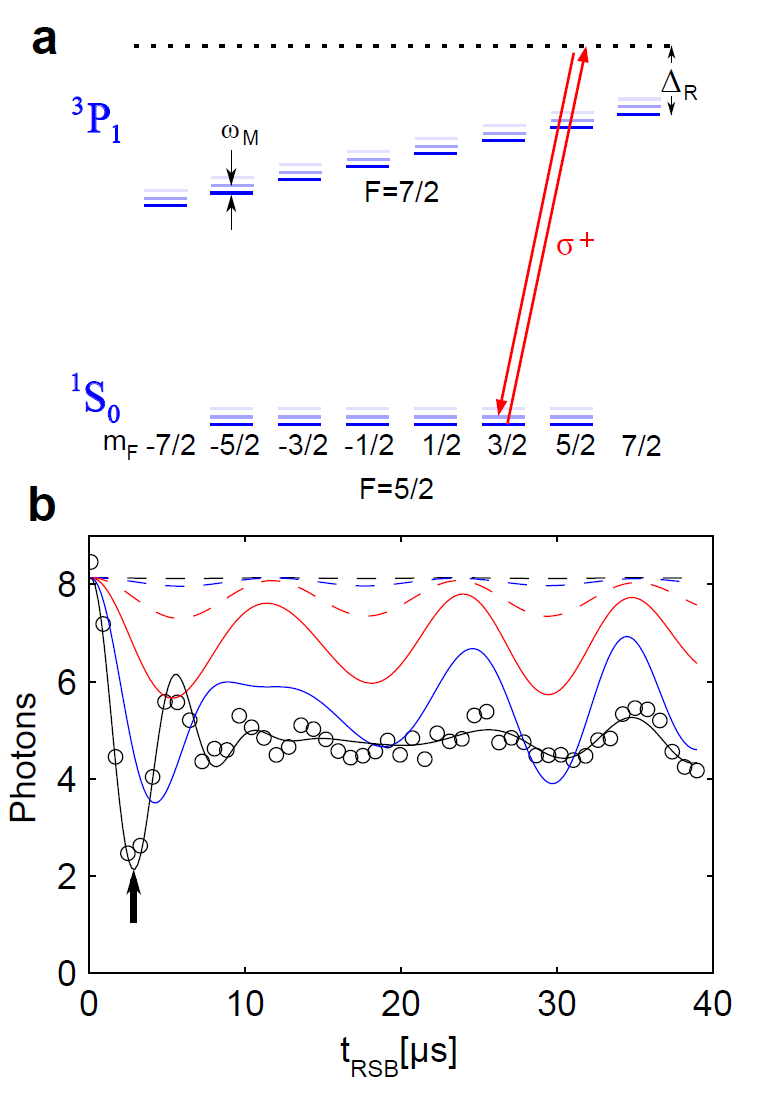 a
³P₁
ω_M
Δ_R
F=7/2
σ⁺
¹S₀
m_F -7/2 -5/2 -3/2 -1/2 1/2 3/2 5/2 7/2
F=5/2
b
8
6
4
2
0
Photons
0 10 20 30 40
t_RSB[µs]